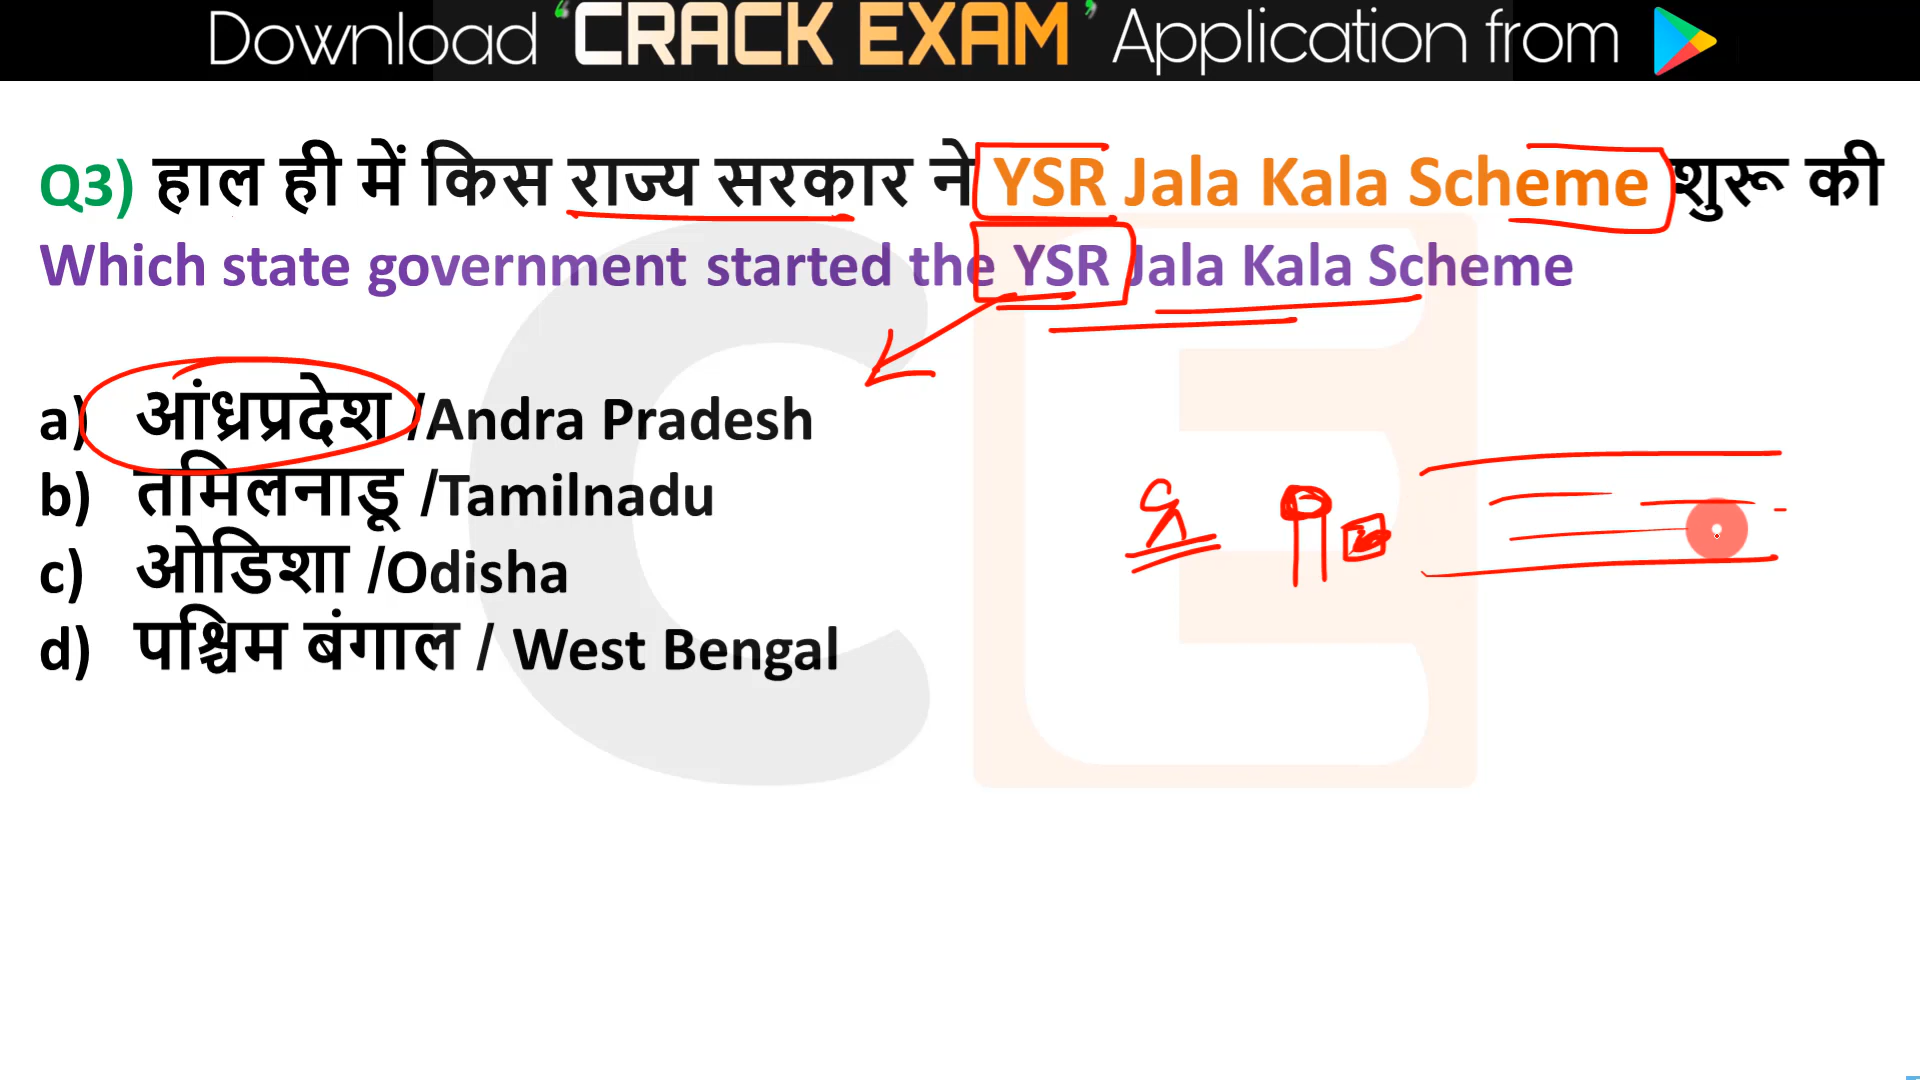 Download ‘CRACK EXAM’ Application from
Q3) हाल ही में किस राज्य सरकार ने YSR Jala Kala Scheme शुरू की
Which state government started the YSR Jala Kala Scheme
a) आंध्रप्रदेश /Andra Pradesh
b) तमिलनाडू /Tamilnadu
c) ओडिशा /Odisha
d) पश्चिम बंगाल / West Bengal